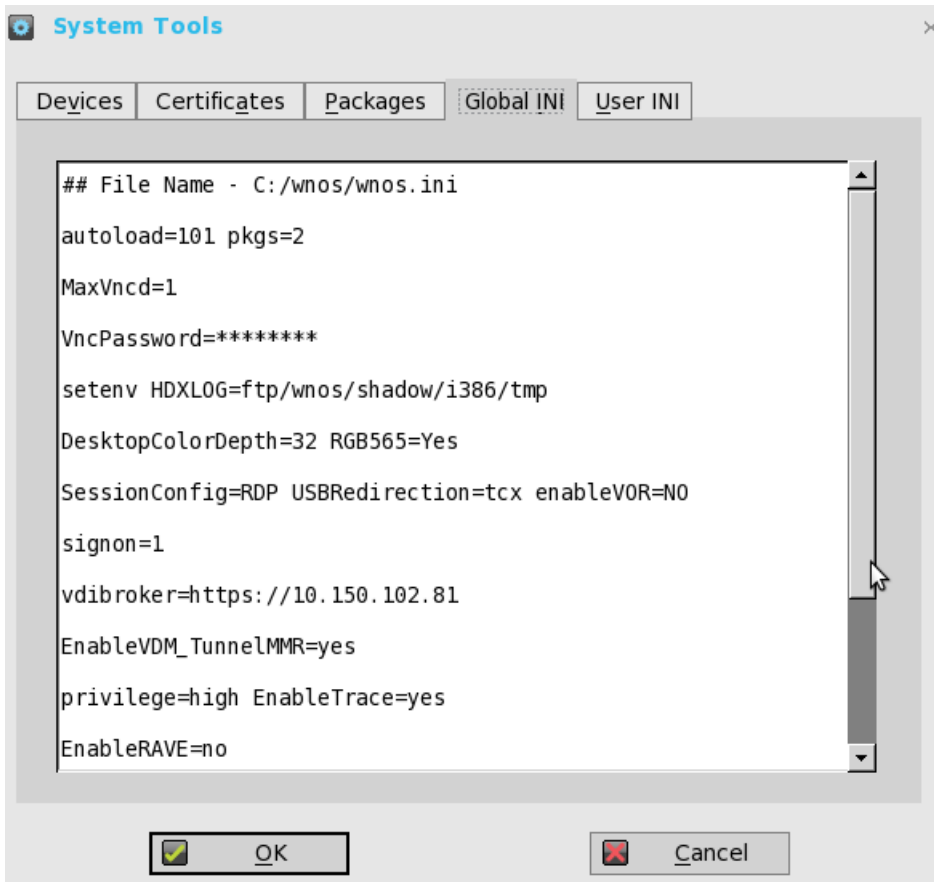 System Tools
Devices Certificates Packages Global INI User INI
## File Name - C:/wnos/wnos.ini
autoload=101 pkgs=2
MaxVncd=1
VncPassword=********
setenv HDXLOG=ftp/wnos/shadow/i386/tmp
DesktopColorDepth=32 RGB565=Yes
SessionConfig=RDP USBRedirection=tcx enableVOR=NO
signon=1
vdibroker=https://10.150.102.81
EnableVDM_TunnelMMR=yes
privilege=high EnableTrace=yes
EnableRAVE=no
OK Cancel